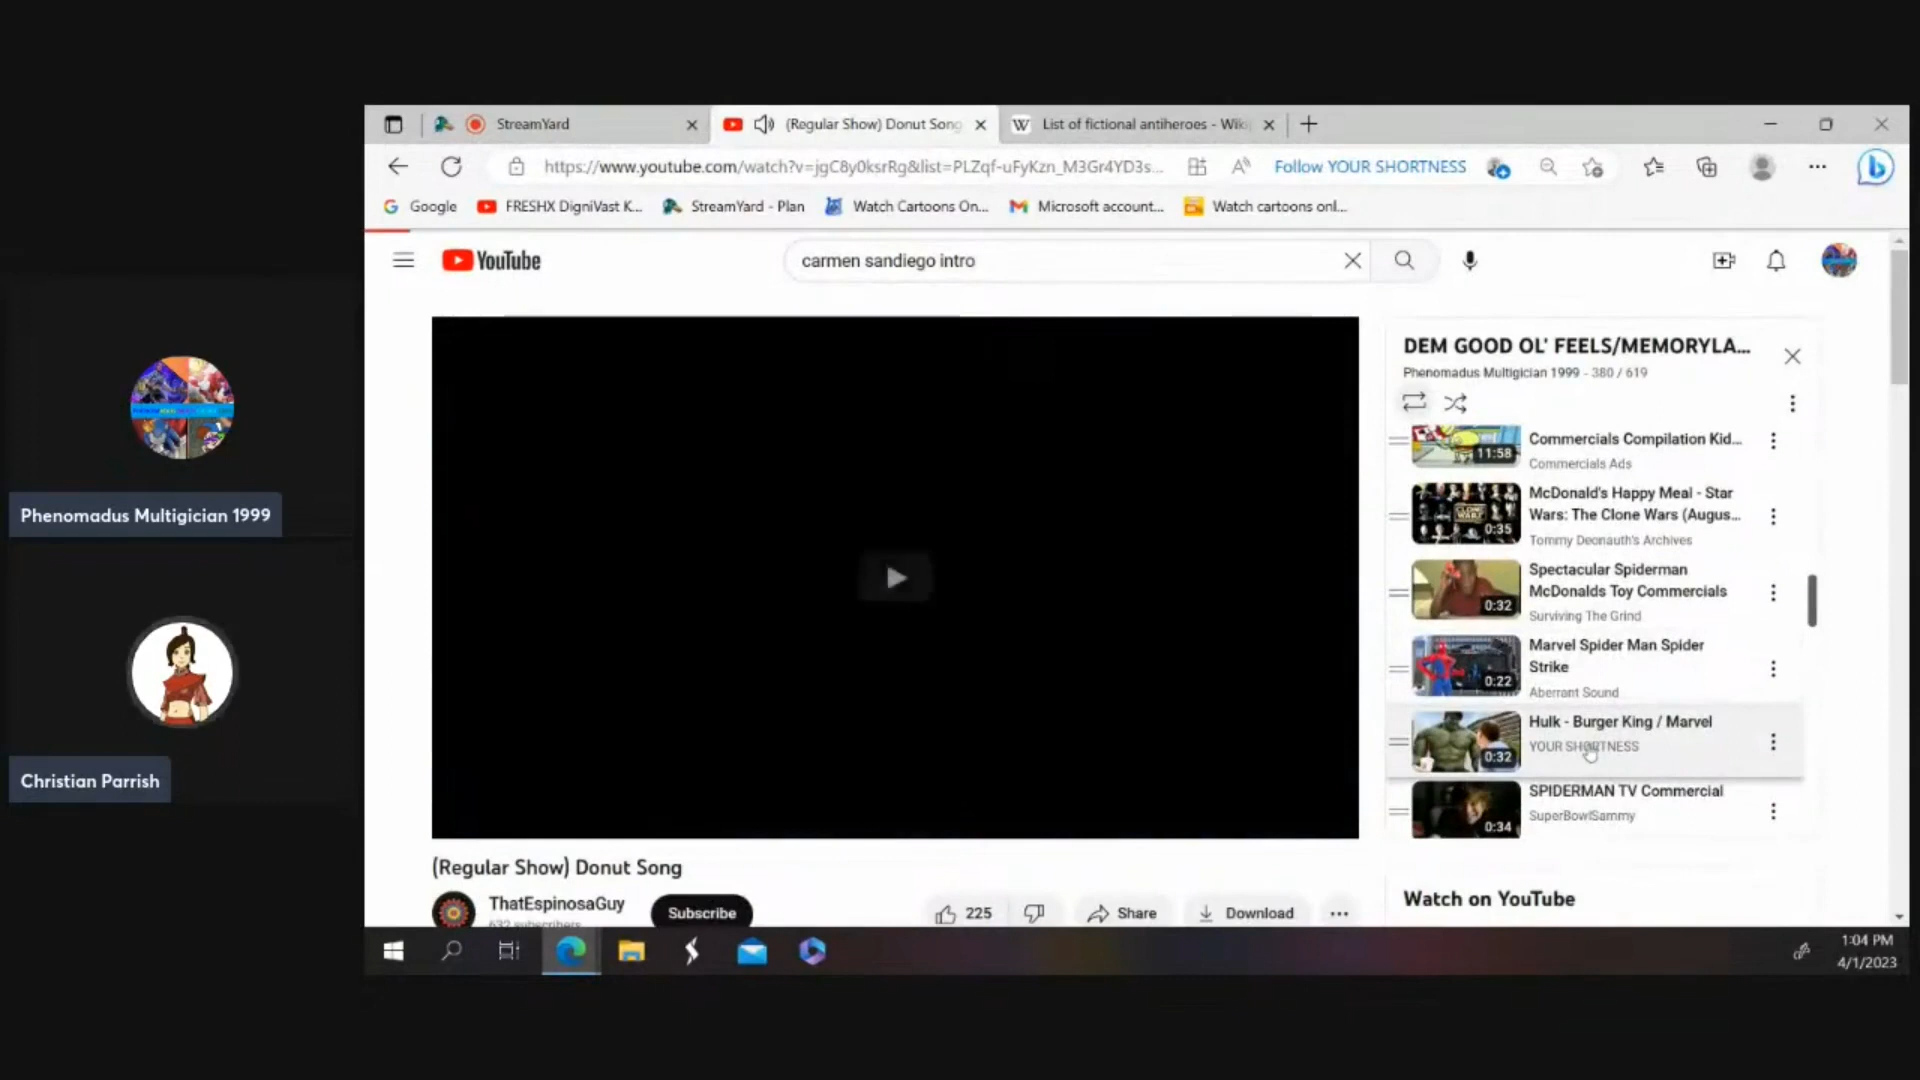 StreamYard
(Regular Show) Donut Song
List of fictional antiheroes - Wiki
https://www.youtube.com/watch?v=jgC8y0ksrRg&list=PLZqf-uFyKzn_M3Gr4YD3s...
Follow YOUR SHORTNESS
Google
FRESHX DigniVast K...
StreamYard - Plan
Watch Cartoons On...
Microsoft account...
Watch cartoons onl...
YouTube
carmen sandiego intro
DEM GOOD OL' FEELS/MEMORYLA...
Phenomadus Multigician 1999 - 380 / 619
Commercials Compilation Kid...
11:58
Commercials Ads
McDonald's Happy Meal - Star
Wars: The Clone Wars (Augus...
0:35
Tommy Deonauth's Archives
Spectacular Spiderman
McDonalds Toy Commercials
0:32
Surviving The Grind
Marvel Spider Man Spider
Strike
0:22
Aberrant Sound
Hulk - Burger King / Marvel
YOUR SHORTNESS
0:32
SPIDERMAN TV Commercial
SuperBowlSammy
0:34
Phenomadus Multigician 1999
Christian Parrish
(Regular Show) Donut Song
ThatEspinosaGuy
632 subscribers
Subscribe
225
Share
Download
Watch on YouTube
1:04 PM
4/1/2023